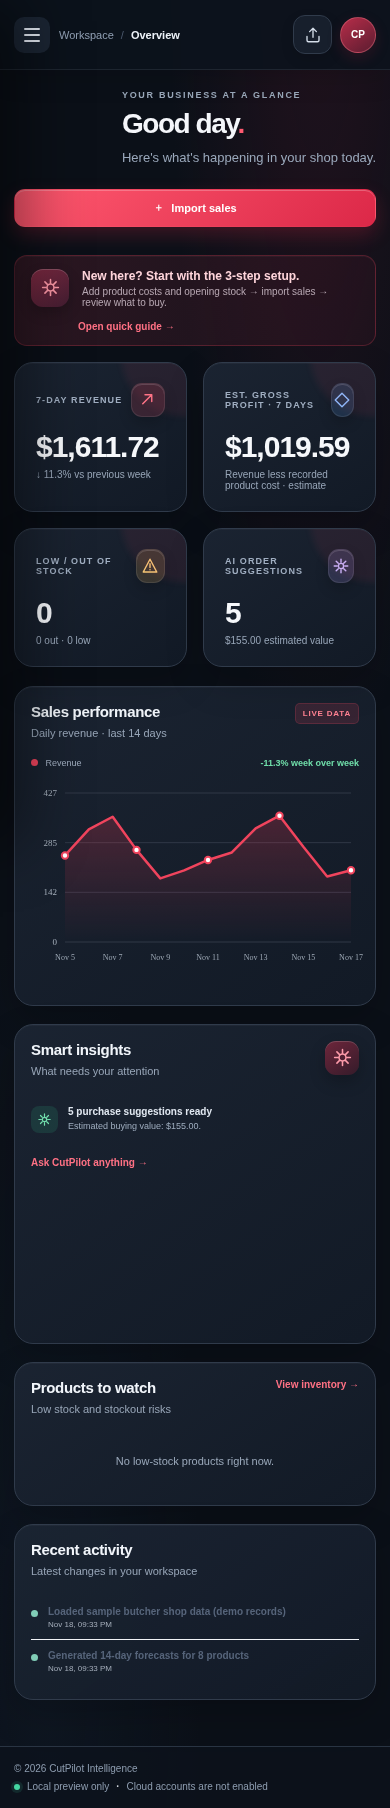 Workspace / Overview
CP
YOUR BUSINESS AT A GLANCE
Good day.
Here's what's happening in your shop today.
+ Import sales
New here? Start with the 3-step setup.
Add product costs and opening stock → import sales →
review what to buy.
Open quick guide →
7-DAY REVENUE
$1,611.72
↓ 11.3% vs previous week
EST. GROSS
PROFIT · 7 DAYS
$1,019.59
Revenue less recorded
product cost · estimate
LOW / OUT OF
STOCK
0
0 out · 0 low
AI ORDER
SUGGESTIONS
5
$155.00 estimated value
Sales performance
LIVE DATA
Daily revenue · last 14 days
Revenue
-11.3% week over week
427
285
142
0
Nov 5 Nov 7 Nov 9 Nov 11 Nov 13 Nov 15 Nov 17
Smart insights
What needs your attention
5 purchase suggestions ready
Estimated buying value: $155.00.
Ask CutPilot anything →
Products to watch
View inventory →
Low stock and stockout risks
No low-stock products right now.
Recent activity
Latest changes in your workspace
Loaded sample butcher shop data (demo records)
Nov 18, 09:33 PM
Generated 14-day forecasts for 8 products
Nov 18, 09:33 PM
© 2026 CutPilot Intelligence
Local preview only · Cloud accounts are not enabled